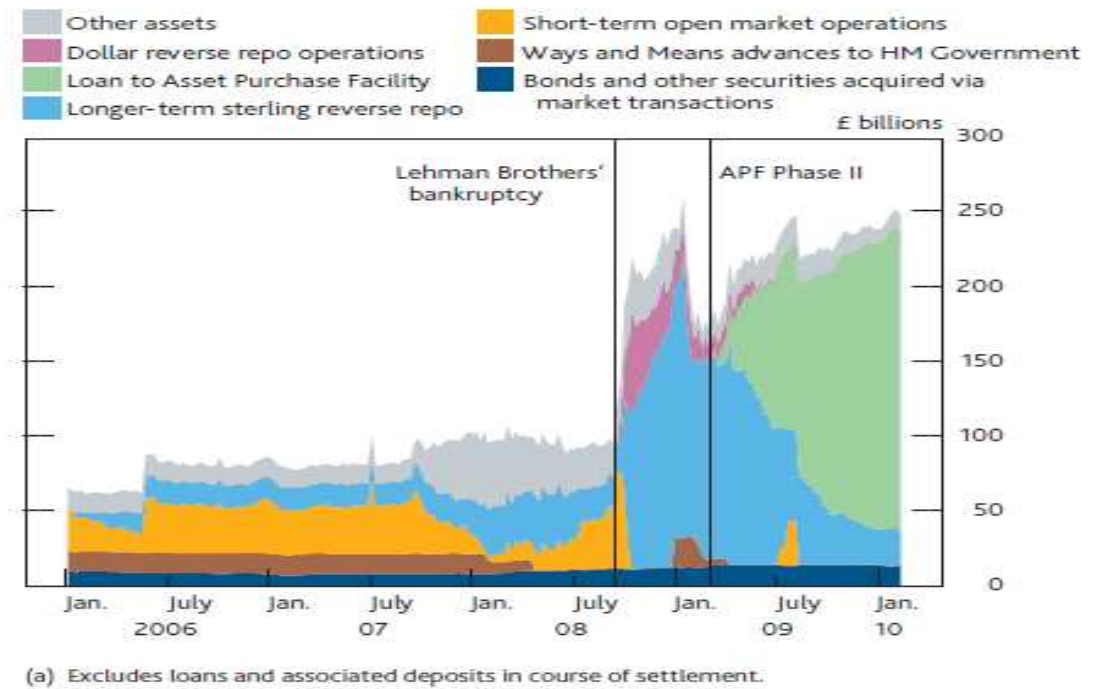 Other assets
Dollar reverse repo operations
Loan to Asset Purchase Facility
Longer-term sterling reverse repo
Short-term open market operations
Ways and Means advances to HM Government
Bonds and other securities acquired via
market transactions
£ billions
300
Lehman Brothers'
bankruptcy
APF Phase II
250
200
150
100
50
0
Jan. July Jan. July Jan. July Jan. July Jan.
2006 07 08 09 10
(a) Excludes loans and associated deposits in course of settlement.